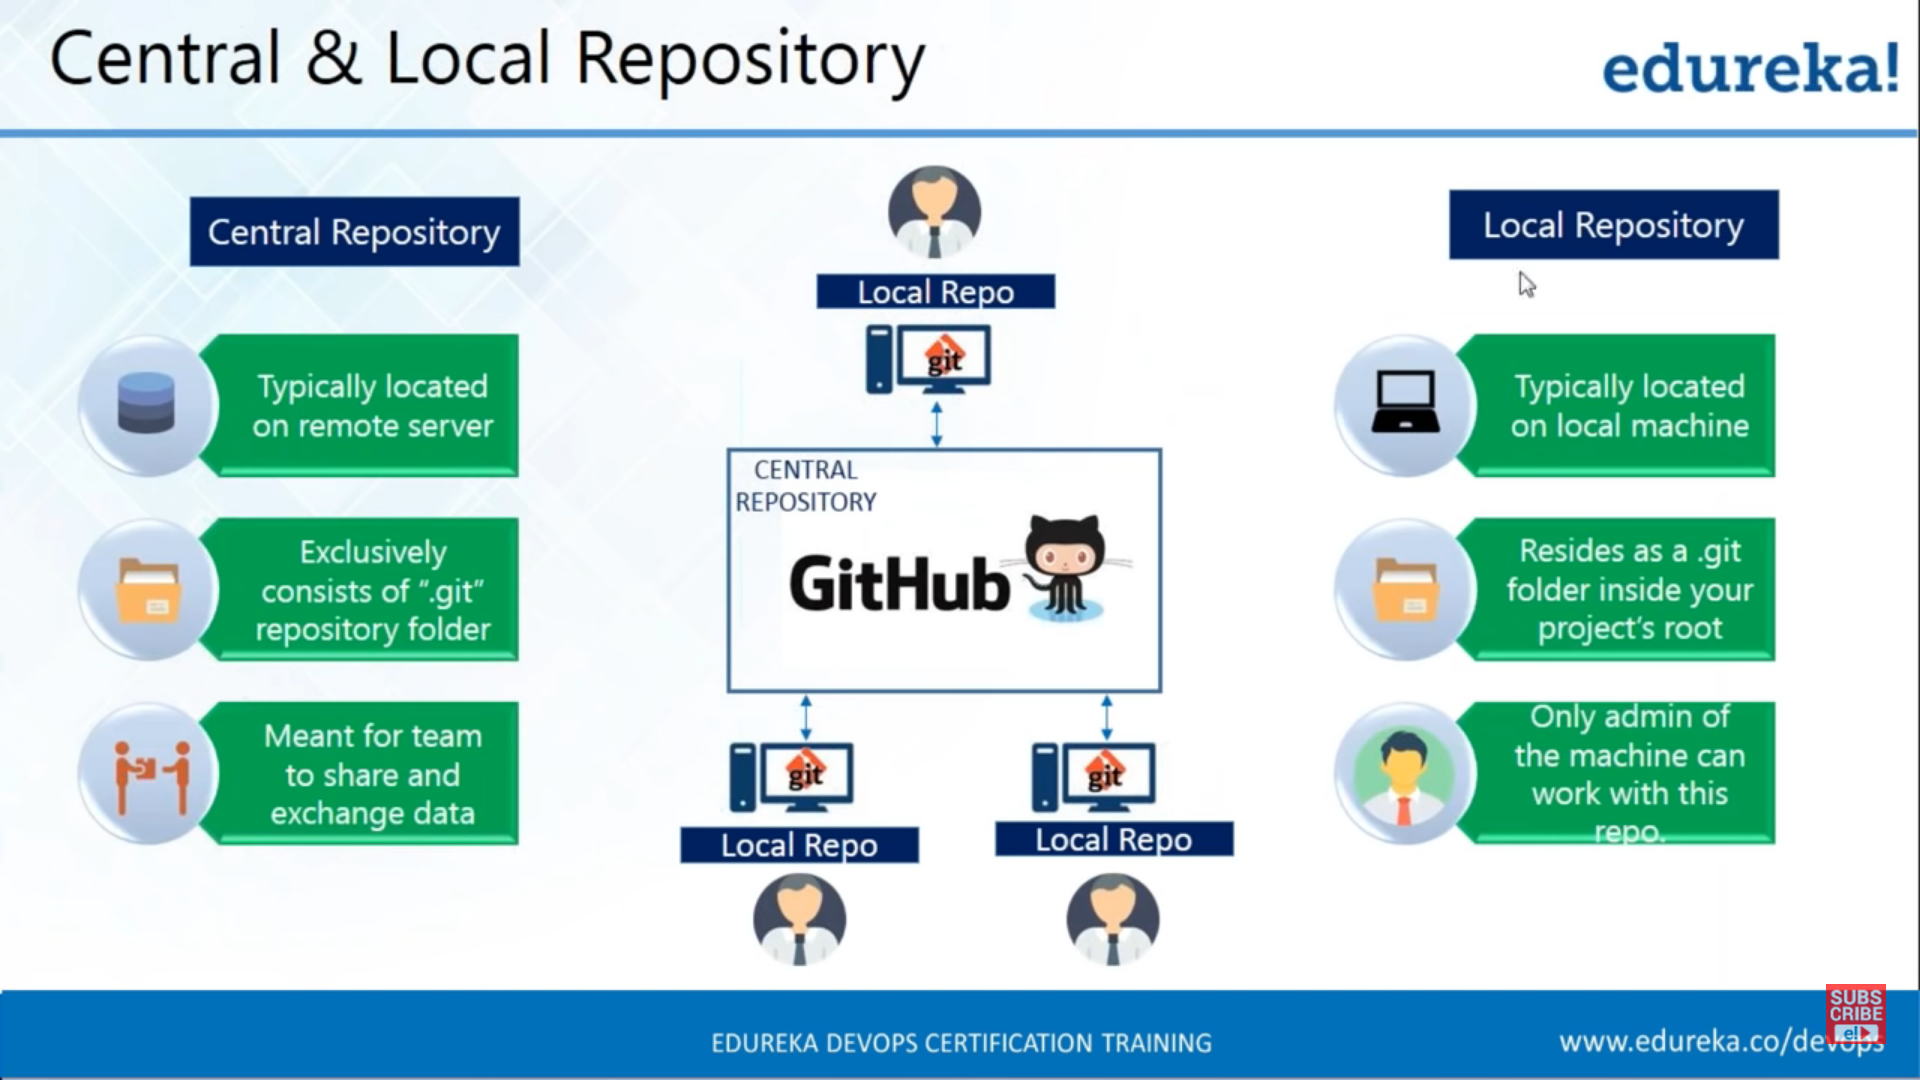 Central & Local Repository
edureka!
Central Repository
Typically located
on remote server
Exclusively
consists of “.git”
repository folder
Meant for team
to share and
exchange data
Local Repo
git
CENTRAL
REPOSITORY
GitHub
git
git
Local Repo
Local Repo
Local Repository
Typically located
on local machine
Resides as a .git
folder inside your
project’s root
Only admin of
the machine can
work with this
repo.
EDUREKA DEVOPS CERTIFICATION TRAINING
www.edureka.co/devops
SUBS
CRIBE
e!